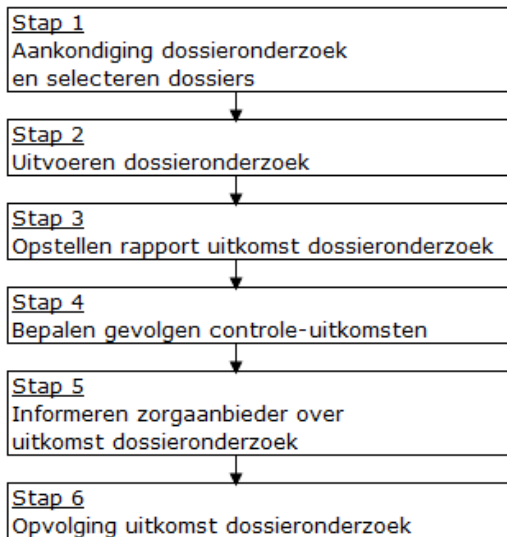 Stap 1
Aankondiging dossieronderzoek
en selecteren dossiers
Stap 2
Uitvoeren dossieronderzoek
Stap 3
Opstellen rapport uitkomst dossieronderzoek
Stap 4
Bepalen gevolgen controle-uitkomsten
Stap 5
Informeren zorgaanbieder over
uitkomst dossieronderzoek
Stap 6
Opvolging uitkomst dossieronderzoek